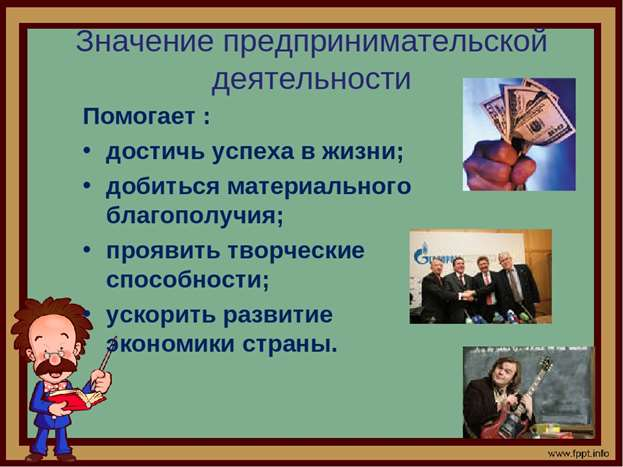 Значение предпринимательской
деятельности
Помогает :
• достичь успеха в жизни;
• добиться материального
благополучия;
• проявить творческие
способности;
• ускорить развитие
экономики страны.
www.fppt.info